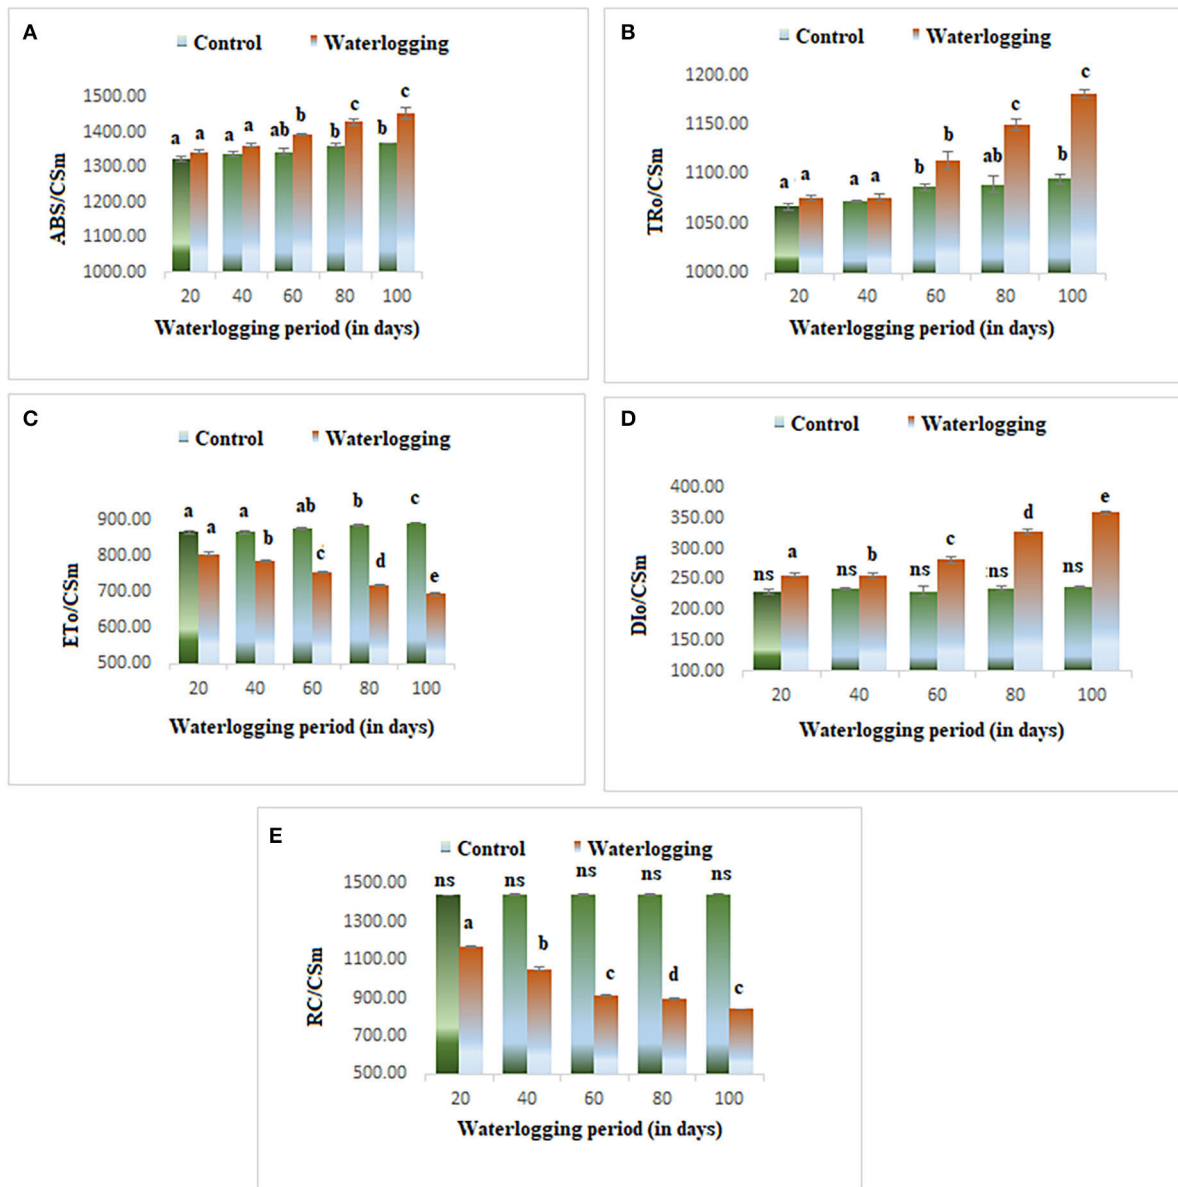 A
Control Waterlogging
ABS/CSm
1500.00
1400.00
1300.00
1200.00
1100.00
1000.00
a a a a ab b b c b c
20 40 60 80 100
Waterlogging period (in days)
B
Control Waterlogging
TRo/CSm
1200.00
1150.00
1100.00
1050.00
1000.00
a a a a b b ab c b c
20 40 60 80 100
Waterlogging period (in days)
C
Control Waterlogging
ETo/CSm
900.00
800.00
700.00
600.00
500.00
a a a b ab c b d c e
20 40 60 80 100
Waterlogging period (in days)
D
Control Waterlogging
DIo/CSm
400.00
350.00
300.00
250.00
200.00
150.00
100.00
ns a ns b ns c :ns d ns e
20 40 60 80 100
Waterlogging period (in days)
E
Control Waterlogging
RC/CSm
1500.00
1300.00
1100.00
900.00
700.00
500.00
ns a ns b ns c ns d ns c
20 40 60 80 100
Waterlogging period (in days)